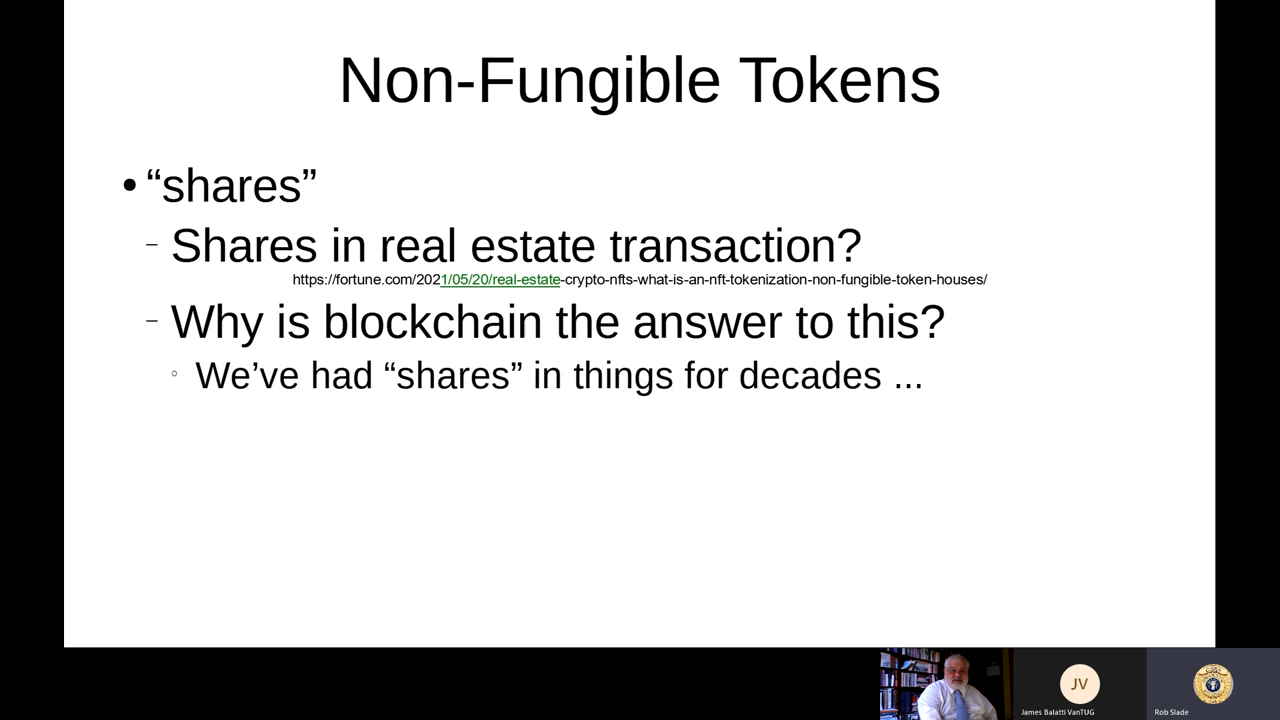 Non-Fungible Tokens
• “shares”
– Shares in real estate transaction?
https://fortune.com/2021/05/20/real-estate-crypto-nfts-what-is-an-nft-tokenization-non-fungible-token-houses/
– Why is blockchain the answer to this?
○ We’ve had “shares” in things for decades ...
JV
James Balatti VanTUG
Rob Slade